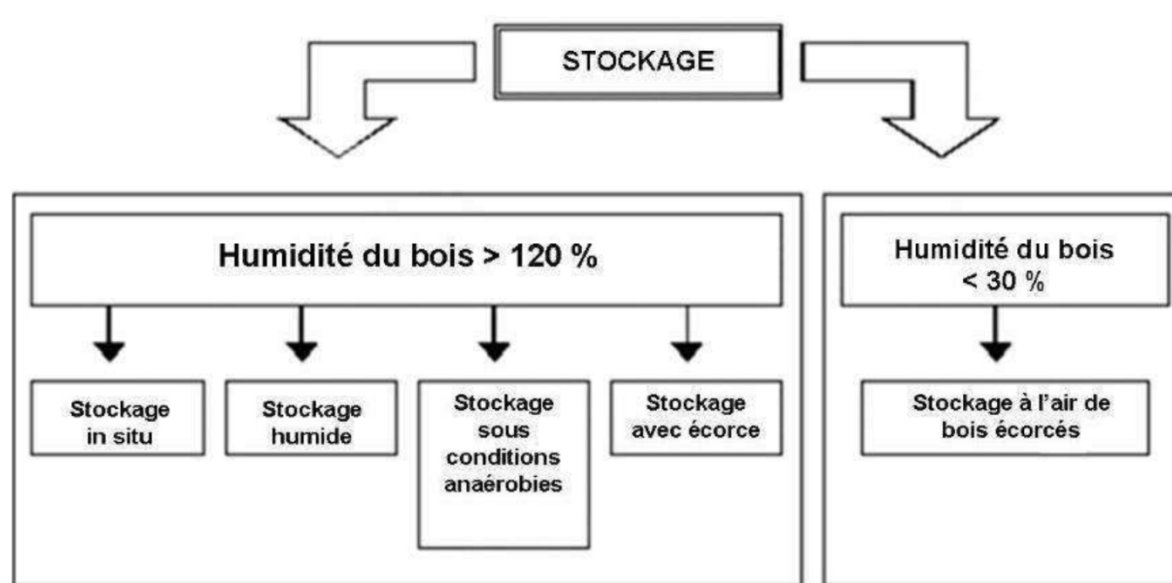 STOCKAGE
Humidité du bois > 120 %
Humidité du bois
< 30 %
Stockage
in situ
Stockage
humide
Stockage
sous
conditions
anaérobies
Stockage
avec écorce
Stockage à l'air de
bois écorcés